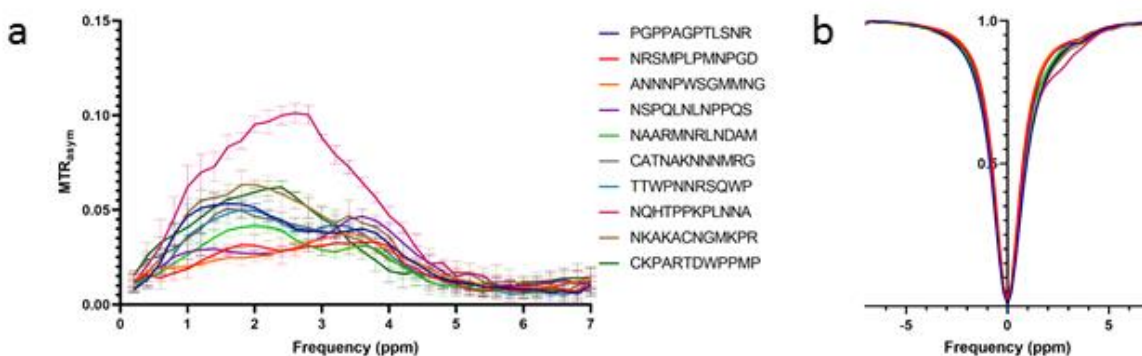 a
0.15
0.10
0.05
0.00
MTRasym
0 1 2 3 4 5 6 7
Frequency (ppm)
PGPPAGPTLSNR
NRSMPLPMNPGD
ANNNPWSGMMNG
NSPQLNLNPPQS
NAARMNRLNDAM
CATNAKNNNMRG
TTWPNNRSQWP
NQHTPPKPLNNA
NKAKACNGMKPR
CKPARTDWPPMP
b
1.0
0.5
-5 0 5
Frequency (ppm)